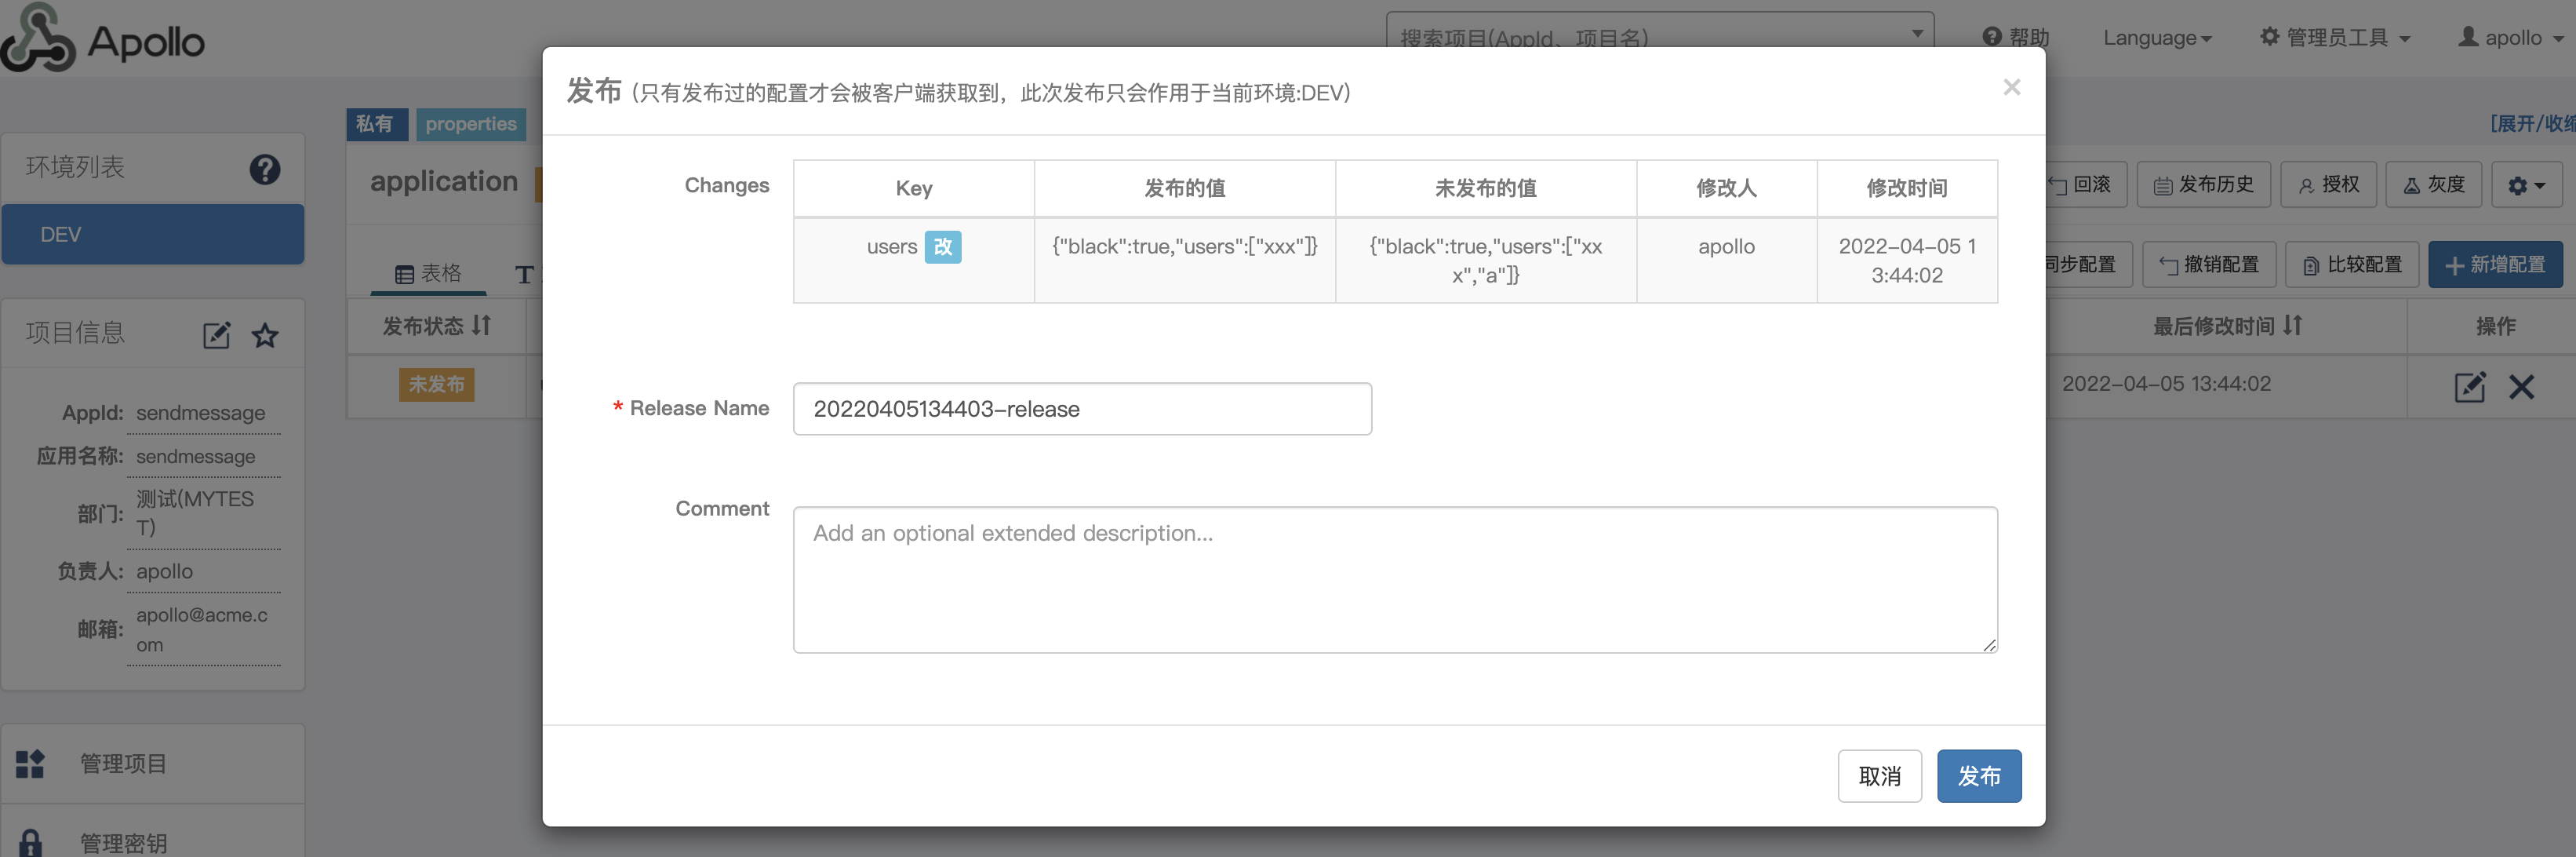 Apollo
搜索项目(AppId、项目名)
帮助
Language
管理员工具
apollo
环境列表
DEV
项目信息
AppId: sendmessage
应用名称: sendmessage
部门: 测试(MYTES
T)
负责人: apollo
邮箱: apollo@acme.c
om
管理项目
管理密钥
私有
properties
[展开/收缩
application
回滚
发布历史
授权
灰度
表格
T
同步配置
撤销配置
比较配置
新增配置
发布状态
最后修改时间
操作
未发布
2022-04-05 13:44:02
发布 (只有发布过的配置才会被客户端获取到，此次发布只会作用于当前环境:DEV)
×
Changes
Key
发布的值
未发布的值
修改人
修改时间
users 改
{"black":true,"users":["xxx"]}
{"black":true,"users":["xx
x","a"]}
apollo
2022-04-05 1
3:44:02
* Release Name
20220405134403-release
Comment
Add an optional extended description...
取消
发布